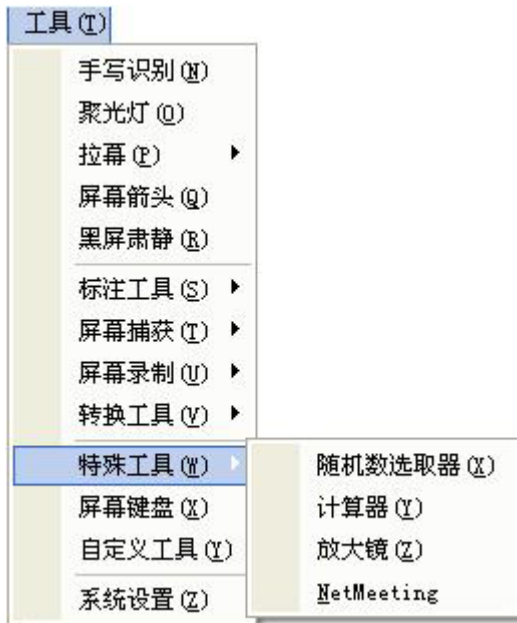 工具(T)
手写识别(N)
聚光灯(O)
拉幕(P)
屏幕箭头(Q)
黑屏肃静(R)
标注工具(S)
屏幕捕获(T)
屏幕录制(U)
转换工具(V)
特殊工具(W)
随机数选取器(X)
计算器(Y)
放大镜(Z)
NetMeeting
屏幕键盘(X)
自定义工具(Y)
系统设置(Z)